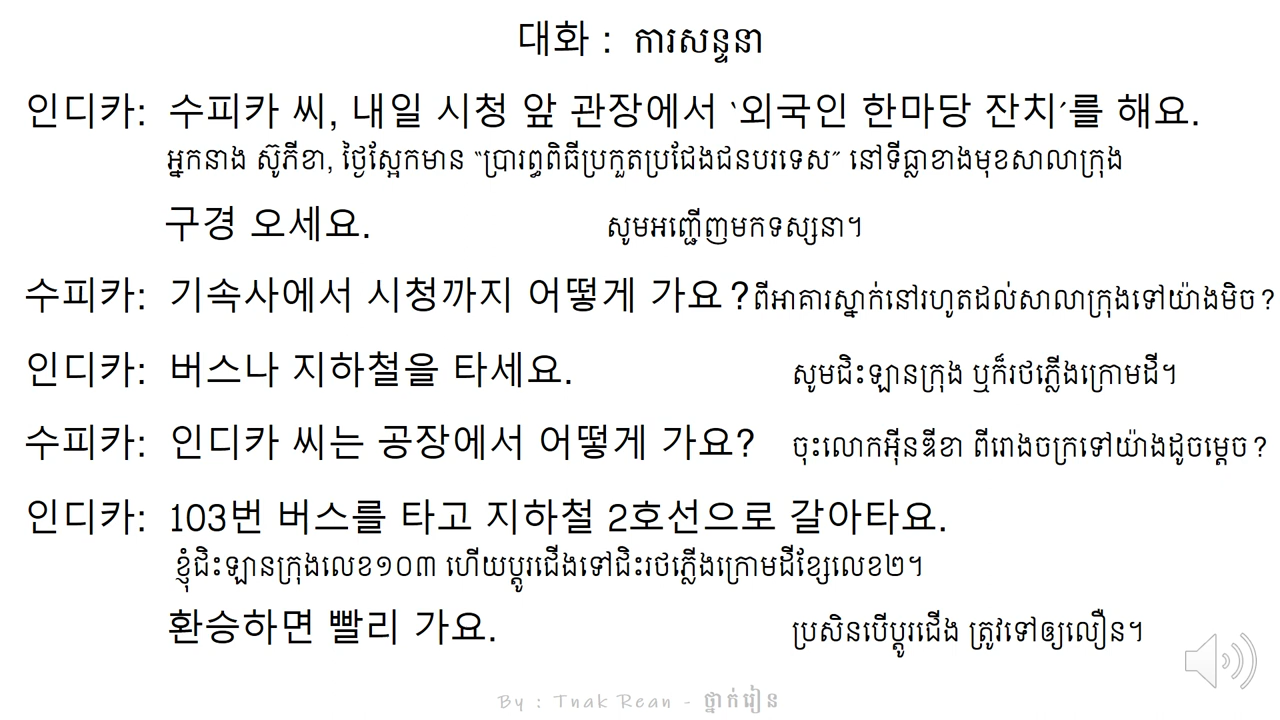 대화 : ការសន្ទនា
인디카: 수피카 씨, 내일 시청 앞 관장에서 ‵외국인 한마당 잔치′를 해요.
អ្នកនាង ស៊ូភីខា, ថ្ងៃស្អែកមាន “ប្រារព្ធពិធីប្រកួតប្រជែងជនបរទេស” នៅទីធ្លាខាងមុខសាលាក្រុង
구경 오세요. សូមអញ្ជើញមកទស្សនា។
수피카: 기속사에서 시청까지 어떻게 가요? ពីអាគារស្នាក់នៅរហូតដល់សាលាក្រុងទៅយ៉ាងមិច?
인디카: 버스나 지하철을 타세요. សូមជិះឡានក្រុង ឬក៏រថភ្លើងក្រោមដី។
수피카: 인디카 씨는 공장에서 어떻게 가요? ចុះលោកអ៊ីនឌីខា ពីរោងចក្រទៅយ៉ាងដូចម្ដេច?
인디카: 103번 버스를 타고 지하철 2호선으로 갈아타요.
ខ្ញុំជិះឡានក្រុងលេខ១០៣ ហើយប្ដូរជើងទៅជិះរថភ្លើងក្រោមដីខ្សែលេខ២។
환승하면 빨리 가요. ប្រសិនបើប្ដូរជើង ត្រូវទៅឲ្យលឿន។
By : Tnak Rean - ថ្នាក់រៀន